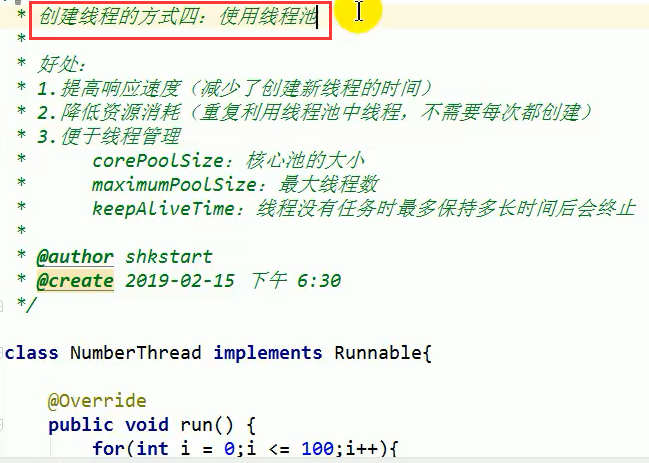 * 创建线程的方式四：使用线程池
*
* 好处：
* 1.提高响应速度（减少了创建新线程的时间）
* 2.降低资源消耗（重复利用线程池中线程，不需要每次都创建）
* 3.便于线程管理
*      corePoolSize：核心池的大小
*      maximumPoolSize：最大线程数
*      keepAliveTime：线程没有任务时最多保持多长时间后会终止
*
* @author shkstart
* @create 2019-02-15 下午 6:30
*/
class NumberThread implements Runnable{
    @Override
    public void run() {
        for(int i = 0;i <= 100;i++){